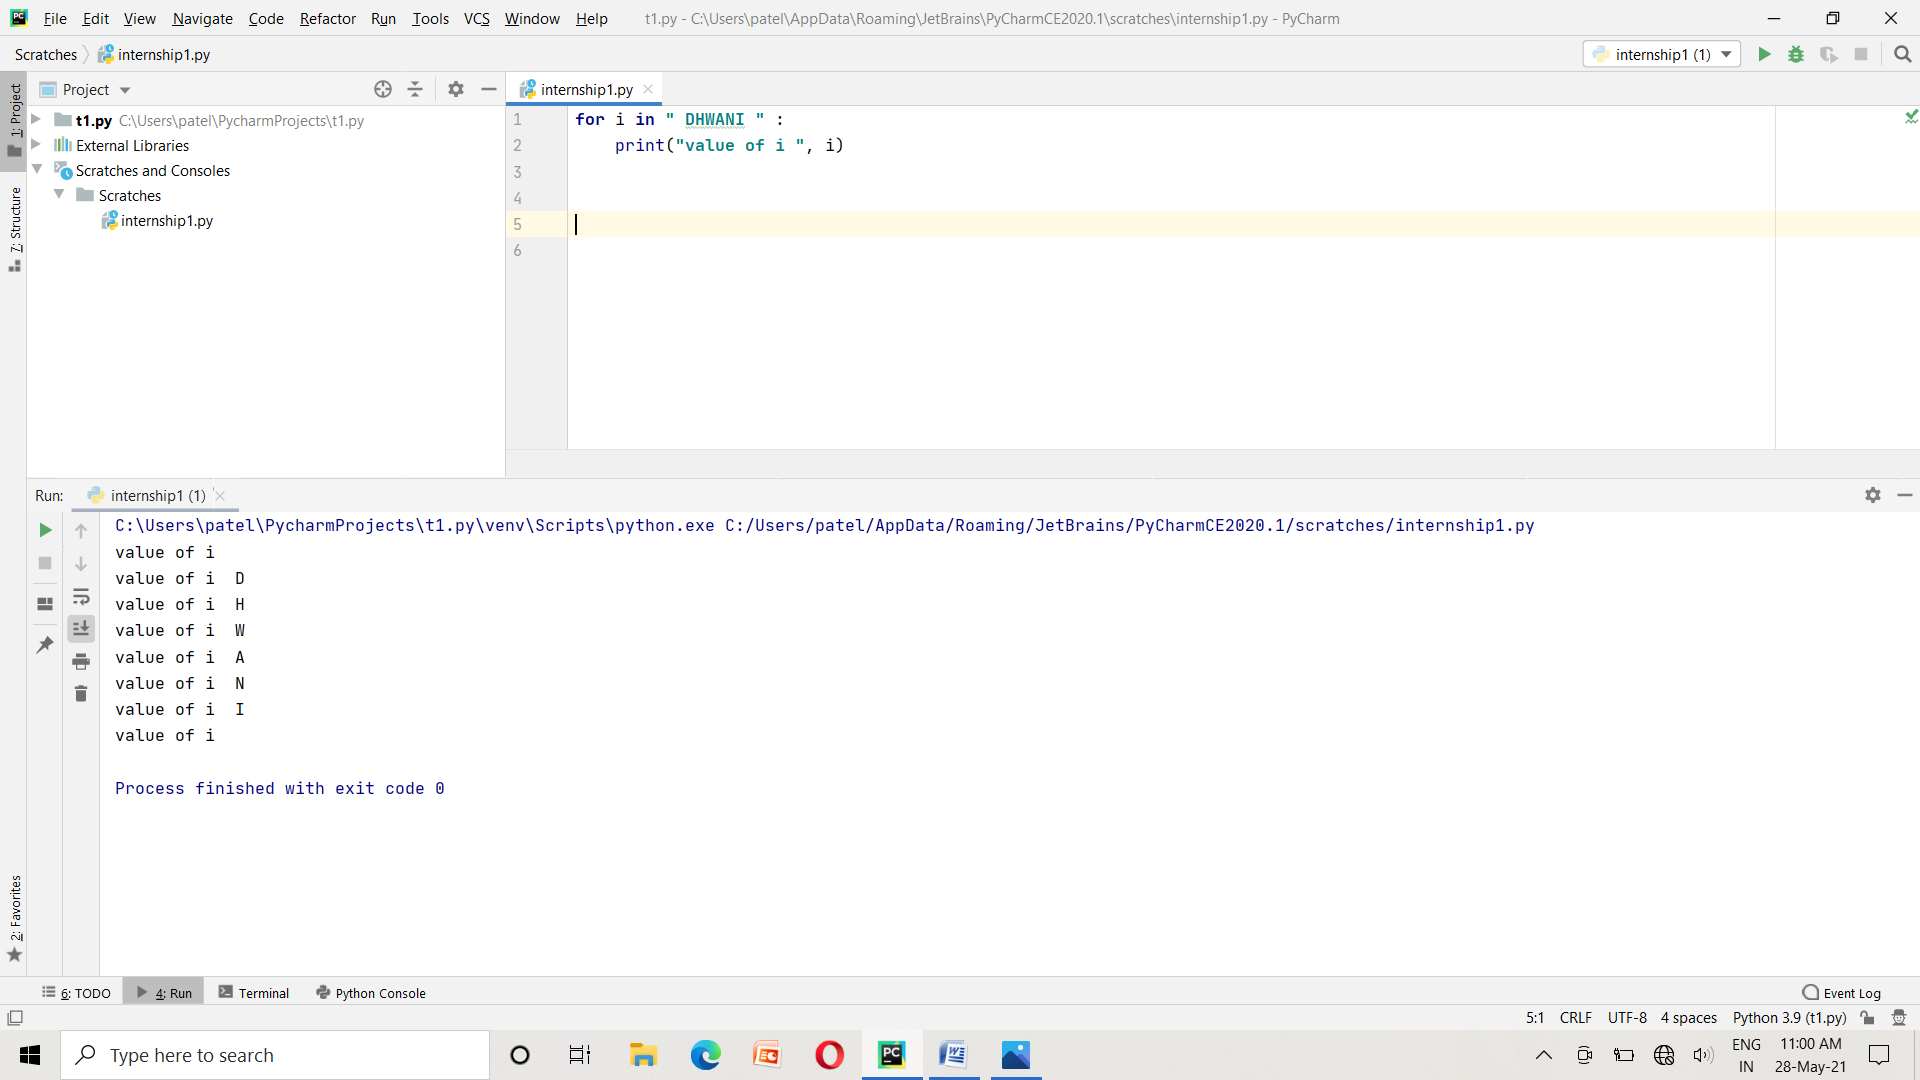 File Edit View Navigate Code Refactor Run Tools VCS Window Help t1.py - C:\Users\patel\AppData\Roaming\JetBrains\PyCharmCE2020.1\scratches\internship1.py - PyCharm
Scratches internship1.py internship1 (1)
1: Project
7: Structure
2: Favorites
Project
t1.py C:\Users\patel\PycharmProjects\t1.py
External Libraries
Scratches and Consoles
Scratches
internship1.py
internship1.py
1 for i in " DHWANI " :
2     print("value of i ", i)
3
4
5
6
Run: internship1 (1)
C:\Users\patel\PycharmProjects\t1.py\venv\Scripts\python.exe C:/Users/patel/AppData/Roaming/JetBrains/PyCharmCE2020.1/scratches/internship1.py
value of i
value of i  D
value of i  H
value of i  W
value of i  A
value of i  N
value of i  I
value of i
Process finished with exit code 0
6: TODO 4: Run Terminal Python Console Event Log
5:1 CRLF UTF-8 4 spaces Python 3.9 (t1.py)
Type here to search
PC
ENG
IN
11:00 AM
28-May-21